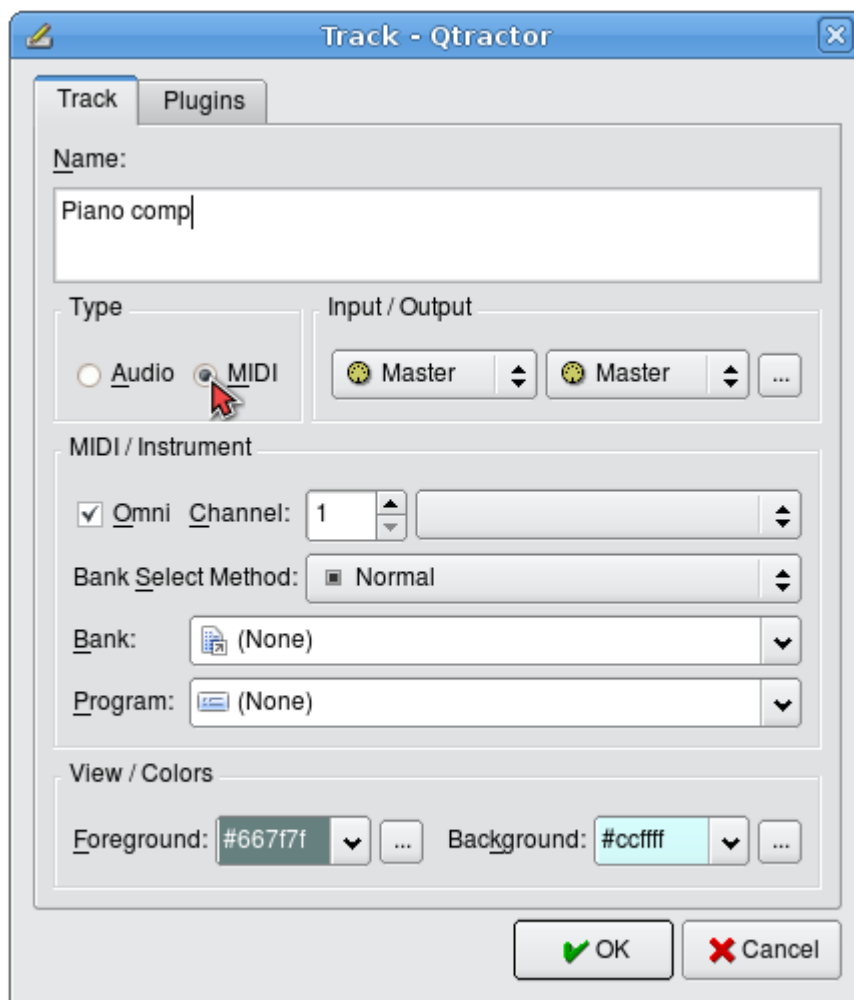 Track - Qtractor
Track Plugins
Name:
Piano comp
Type Input / Output
Audio MIDI Master Master ...
MIDI / Instrument
Omni Channel: 1
Bank Select Method: Normal
Bank: (None)
Program: (None)
View / Colors
Foreground: #667f7f ... Background: #ccffff ...
OK Cancel